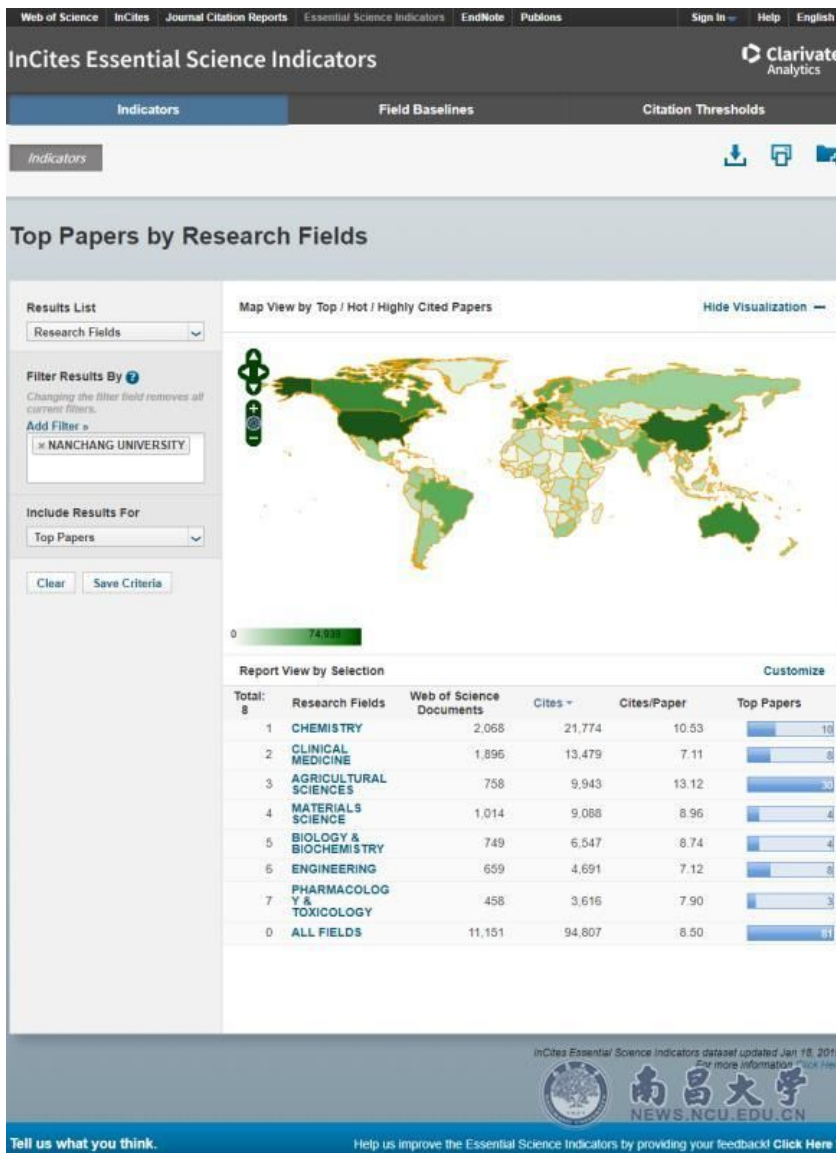 Web of Science InCites Journal Citation Reports Essential Science Indicators EndNote Publons Sign In Help English
InCites Essential Science Indicators
Clarivate
Analytics
Indicators Field Baselines Citation Thresholds
Indicators
Top Papers by Research Fields
Results List
Research Fields
Filter Results By ?
Changing the filter field removes all
current filters.
Add Filter »
× NANCHANG UNIVERSITY
Include Results For
Top Papers
Clear Save Criteria
Map View by Top / Hot / Highly Cited Papers Hide Visualization
0 74,939
Report View by Selection Customize
Total:
8 Research Fields Web of Science
Documents Cites Cites/Paper Top Papers
1 CHEMISTRY 2,068 21,774 10.53 10
2 CLINICAL
MEDICINE 1,896 13,479 7.11 8
3 AGRICULTURAL
SCIENCES 758 9,943 13.12 30
4 MATERIALS
SCIENCE 1,014 9,088 8.96 4
5 BIOLOGY &
BIOCHEMISTRY 749 6,547 8.74 4
6 ENGINEERING 659 4,691 7.12 8
7 PHARMACOLOG
Y &
TOXICOLOGY 458 3,616 7.90 3
0 ALL FIELDS 11,151 94,807 8.50 81
InCites Essential Science Indicators dataset updated Jan 18, 201
For more information Click He
南昌大学
NEWS.NCU.EDU.CN
Tell us what you think. Help us improve the Essential Science Indicators by providing your feedback! Click Here